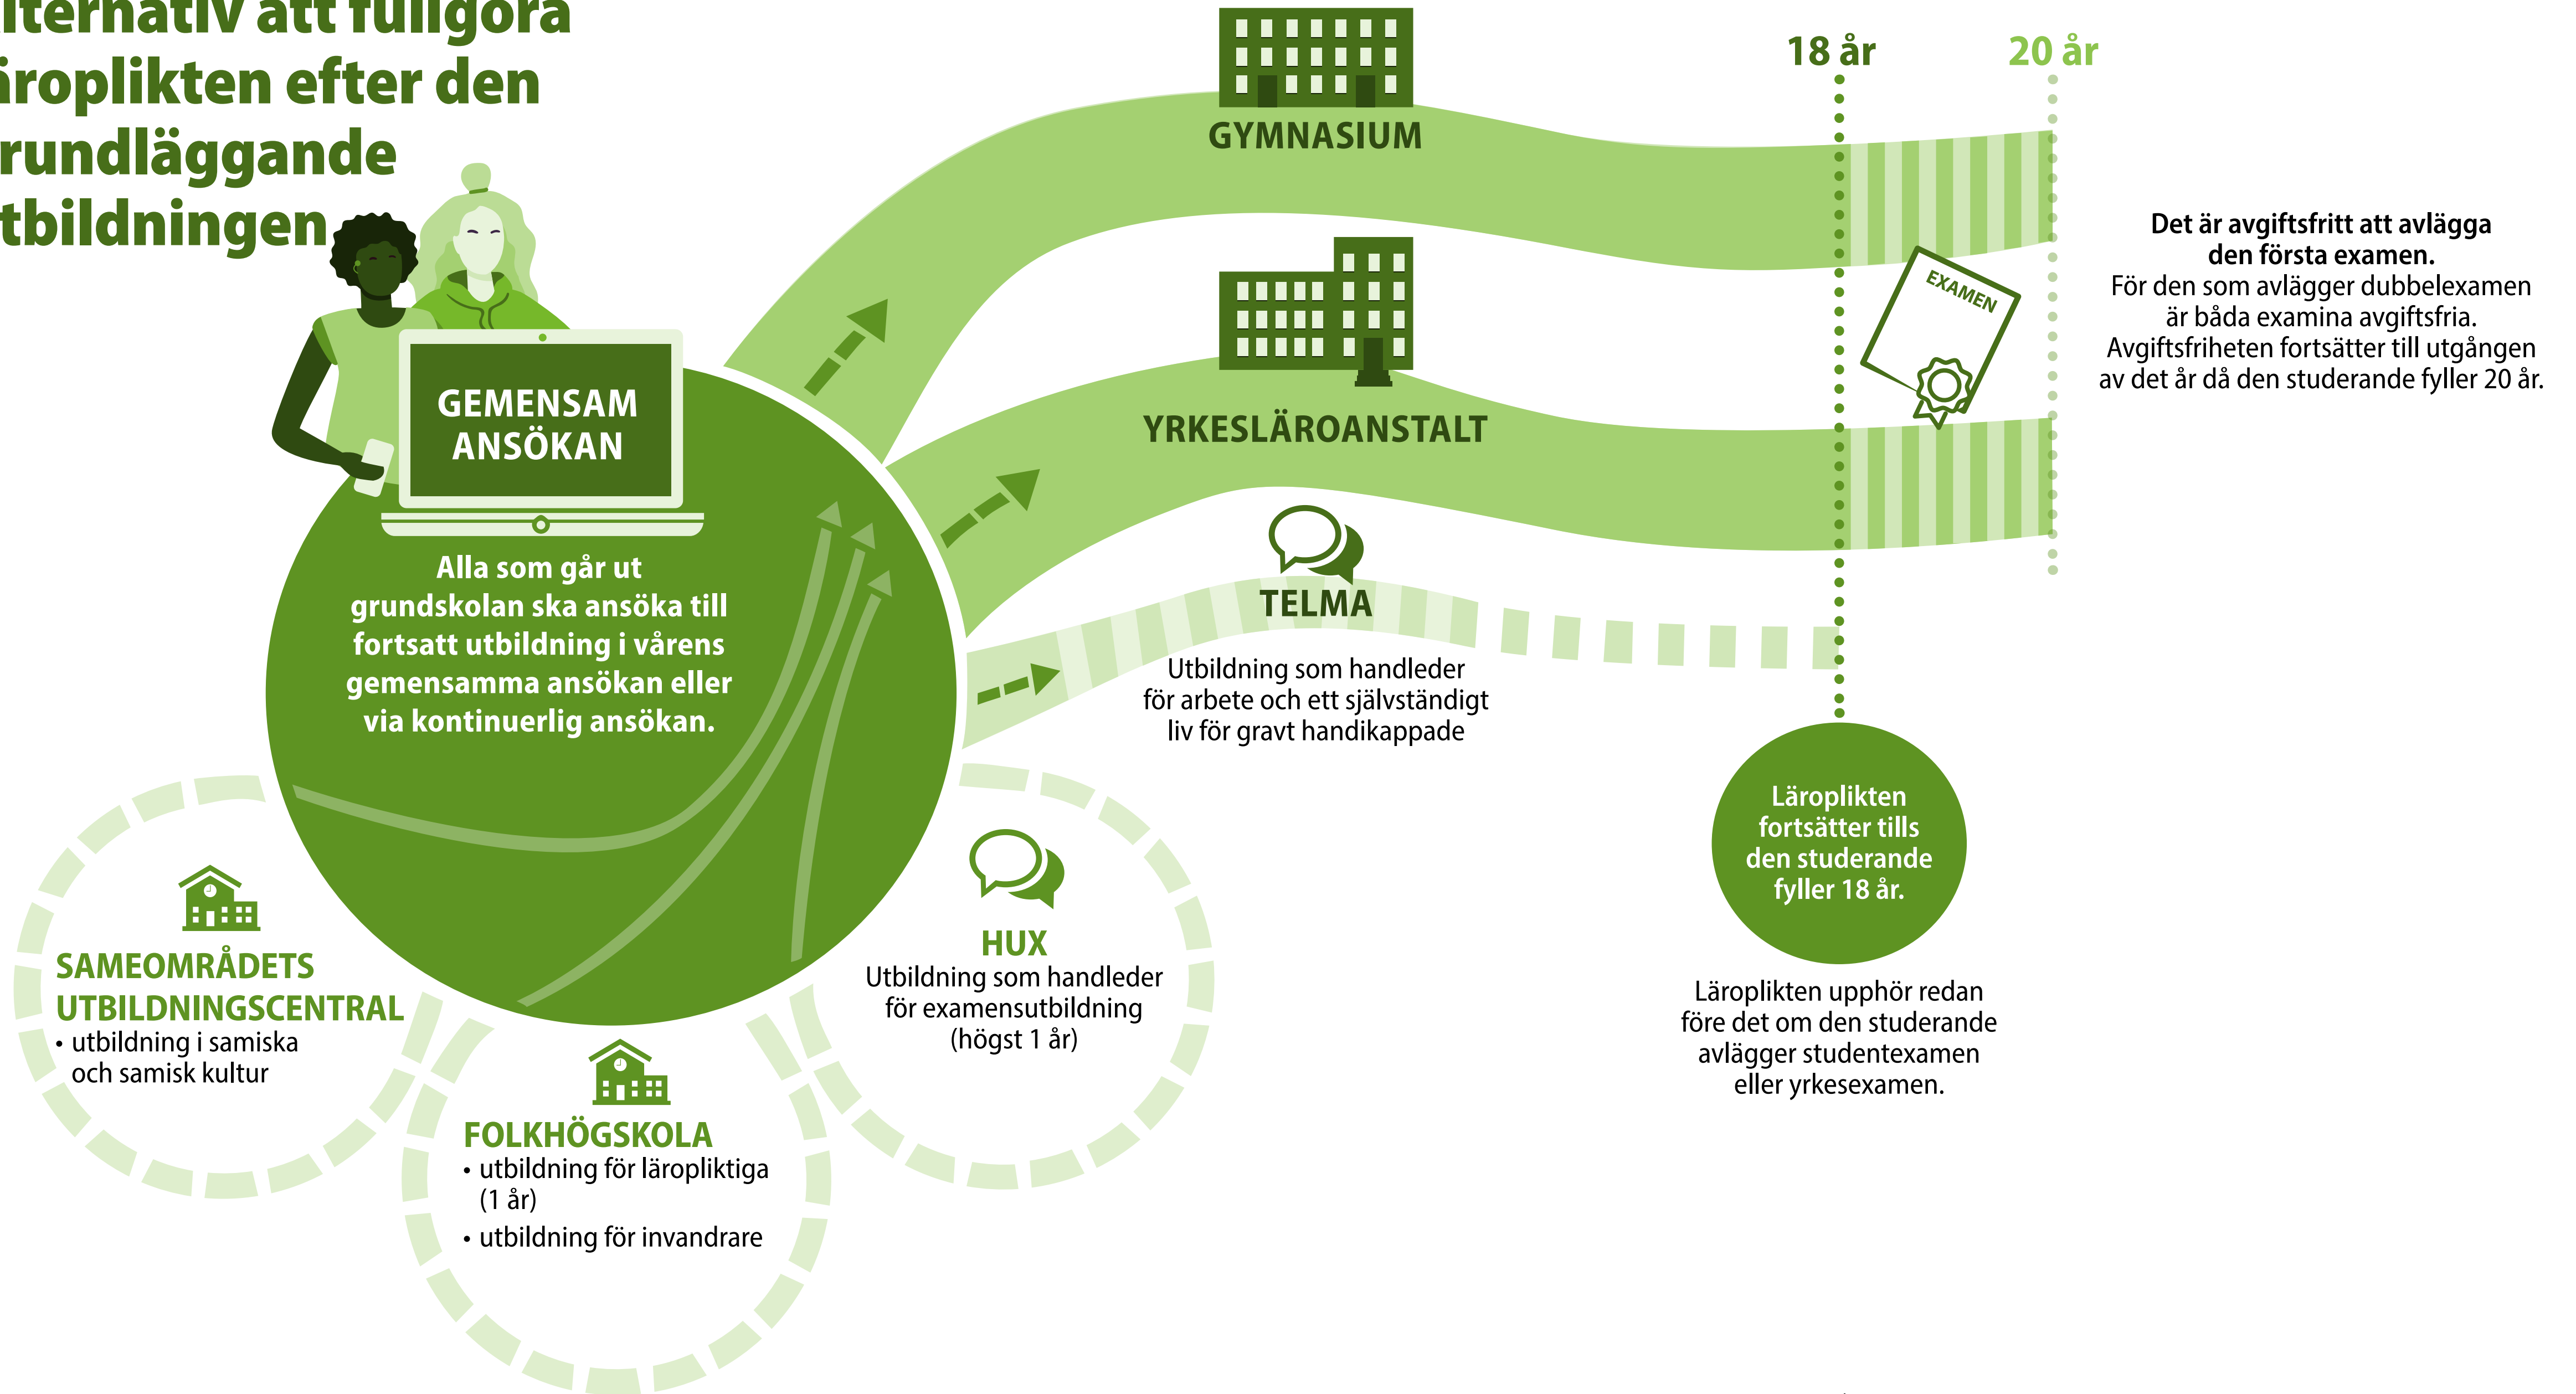 lternativ att fullgöra
äroplikten efter den
rundläggande
tbildningen
GEMENSAM
ANSÖKAN
Alla som går ut
grundskolan ska ansöka till
fortsatt utbildning i vårens
gemensamma ansökan eller
via kontinuerlig ansökan.
GYMNASIUM
YRKESLÄROANSTALT
TELMA
Utbildning som handleder
för arbete och ett självständigt
liv för gravt handikappade
18 år
20 år
EXAMEN
Det är avgiftsfritt att avlägga
den första examen.
För den som avlägger dubbelexamen
är båda examina avgiftsfria.
Avgiftsfriheten fortsätter till utgången
av det år då den studerande fyller 20 år.
Läroplikten
fortsätter tills
den studerande
fyller 18 år.
Läroplikten upphör redan
före det om den studerande
avlägger studentexamen
eller yrkesexamen.
SAMEOMRÅDETS
UTBILDNINGSCENTRAL
• utbildning i samiska
och samisk kultur
FOLKHÖGSKOLA
• utbildning för läropliktiga
(1 år)
• utbildning för invandrare
HUX
Utbildning som handleder
för examensutbildning
(högst 1 år)